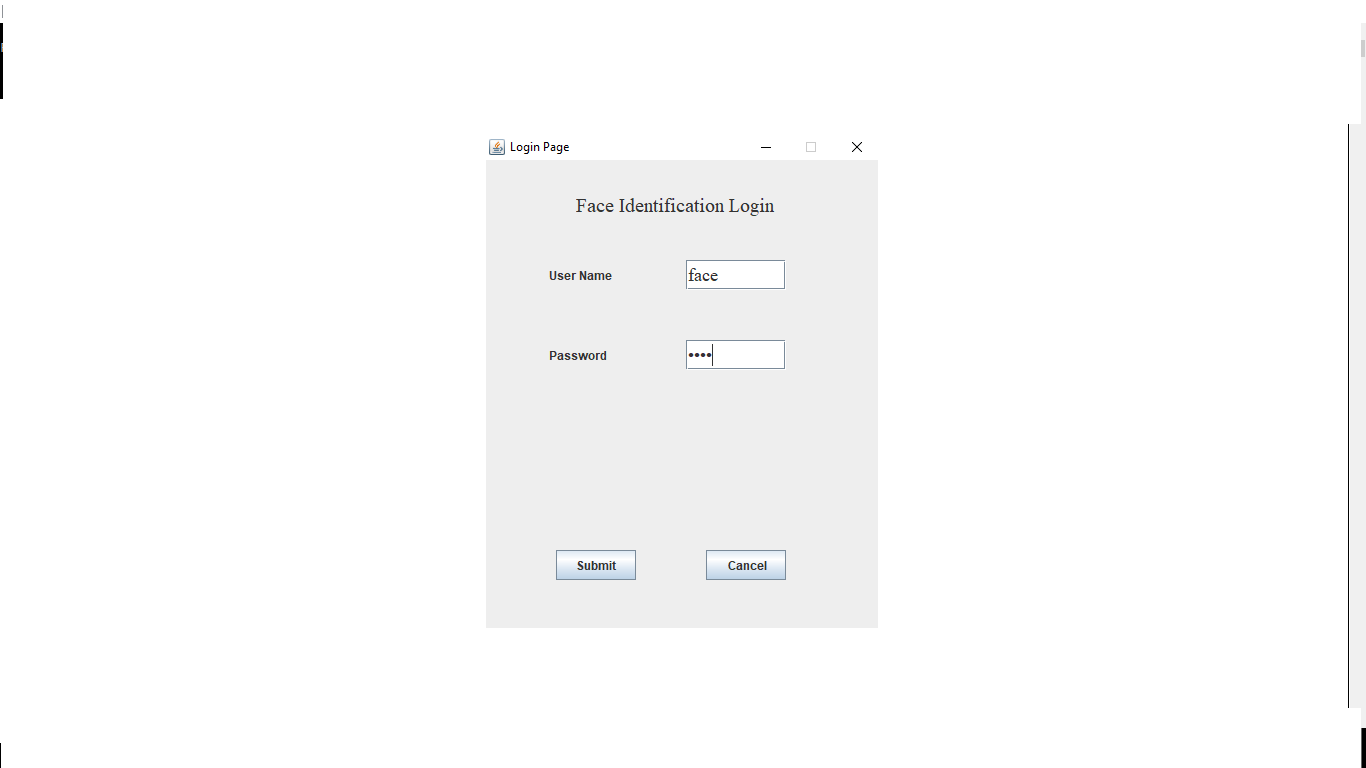 Login Page
Face Identification Login
User Name
face
Password
••••
Submit Cancel